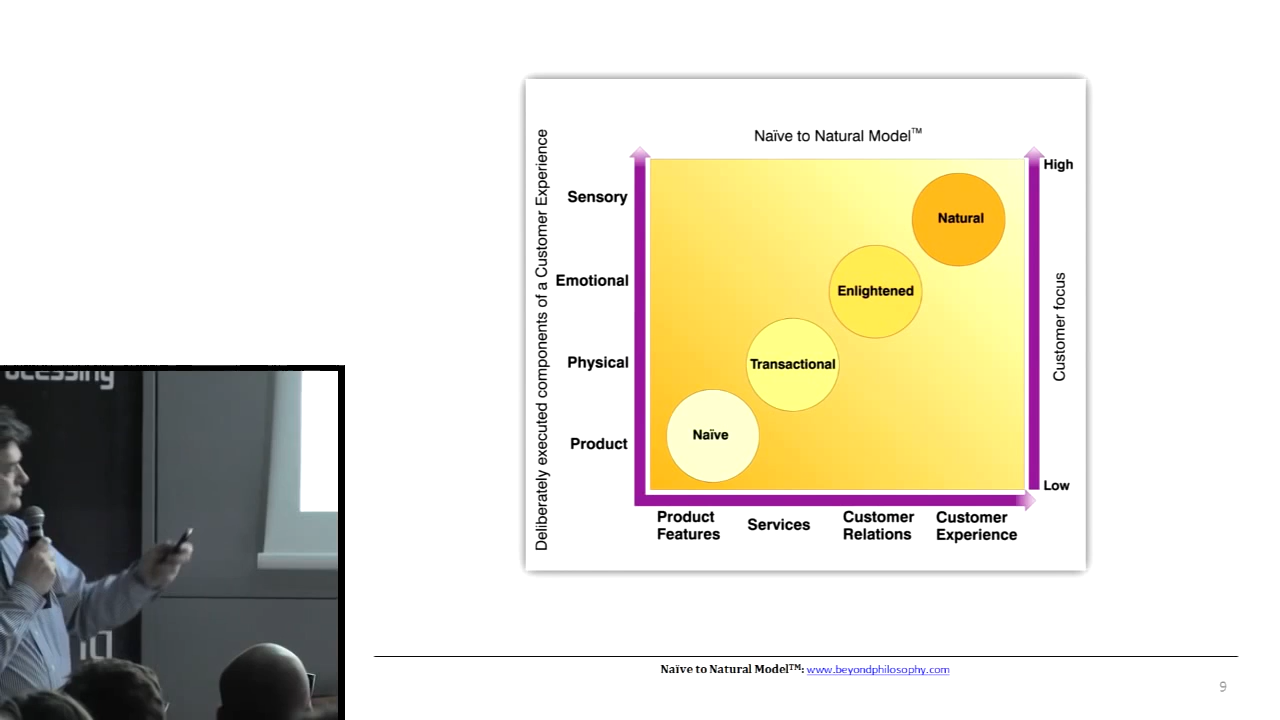 Naïve to Natural Model™
Deliberately executed components of a Customer Experience
Sensory
Emotional
Physical
Product
Natural
Enlightened
Transactional
Naïve
High
Customer focus
Low
Product
Features
Services
Customer
Relations
Customer
Experience
Naïve to Natural Model™: www.beyondphilosophy.com
9